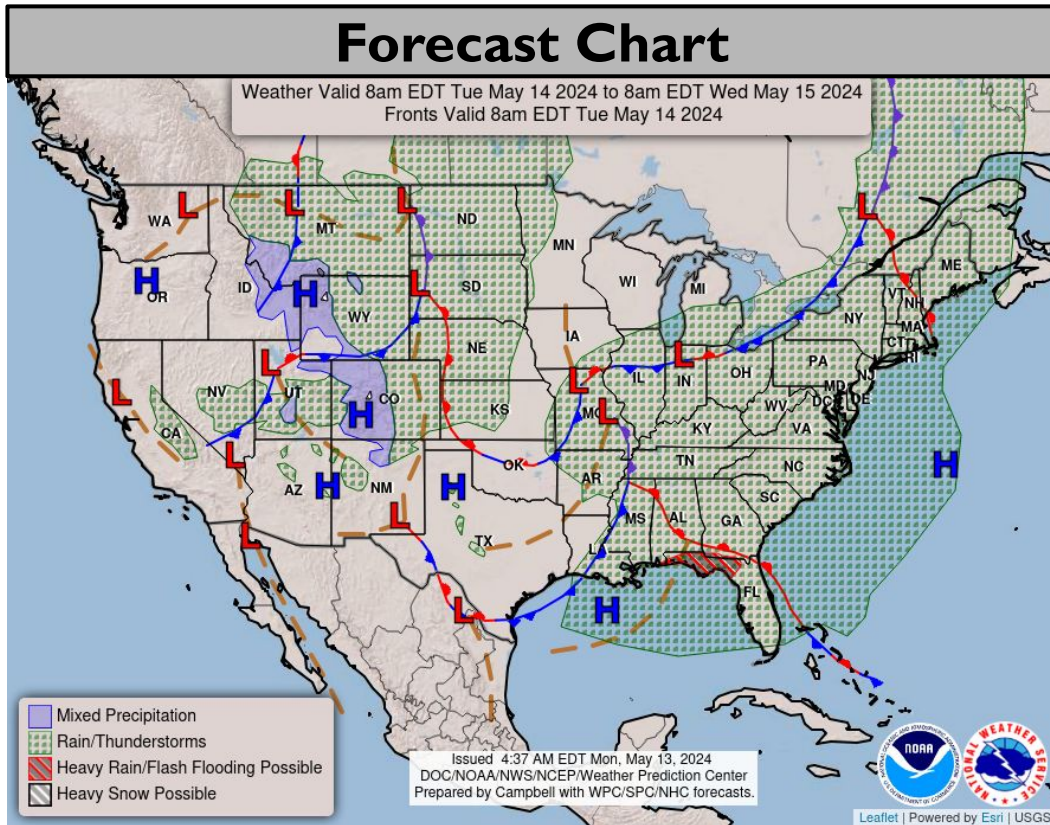 Forecast Chart
Weather Valid 8am EDT Tue May 14 2024 to 8am EDT Wed May 15 2024
Fronts Valid 8am EDT Tue May 14 2024
L
L
L
L
WA
MT
ND
MN
ME
H
OR
ID
H
L
SD
WI
MI
VT
NH
WY
NY
MA
CT
RI
L
NE
IA
L
IL
IN
OH
PA
NJ
L
NV
UT
CO
H
KS
L
MO
L
WV
MD
DC
DE
CA
KY
VA
L
AZ
H
NM
H
OK
AR
TN
NC
H
L
L
TX
MS
AL
GA
SC
LA
L
H
FL
Mixed Precipitation
Rain/Thunderstorms
Heavy Rain/Flash Flooding Possible
Heavy Snow Possible
Issued 4:37 AM EDT Mon, May 13, 2024
DOC/NOAA/NWS/NCEP/Weather Prediction Center
Prepared by Campbell with WPC/SPC/NHC forecasts.
NOAA
NATIONAL WEATHER SERVICE
Leaflet | Powered by Esri | USGS